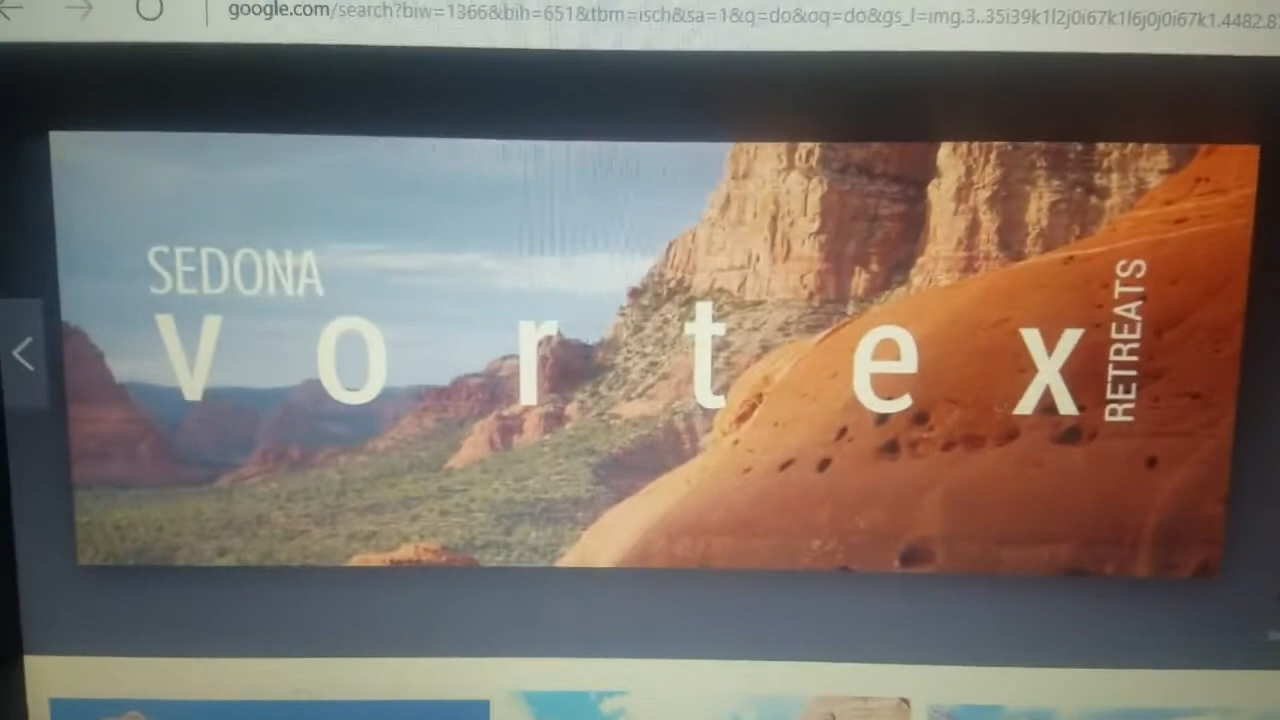 google.com/search?biw=1366&bih=651&tbm=isch&sa=1&q=do&oq=do&gs_l=img.3..35i39k1l2j0i67k1l6j0j0i67k1.4482.8
SEDONA
vortex
RETREATS